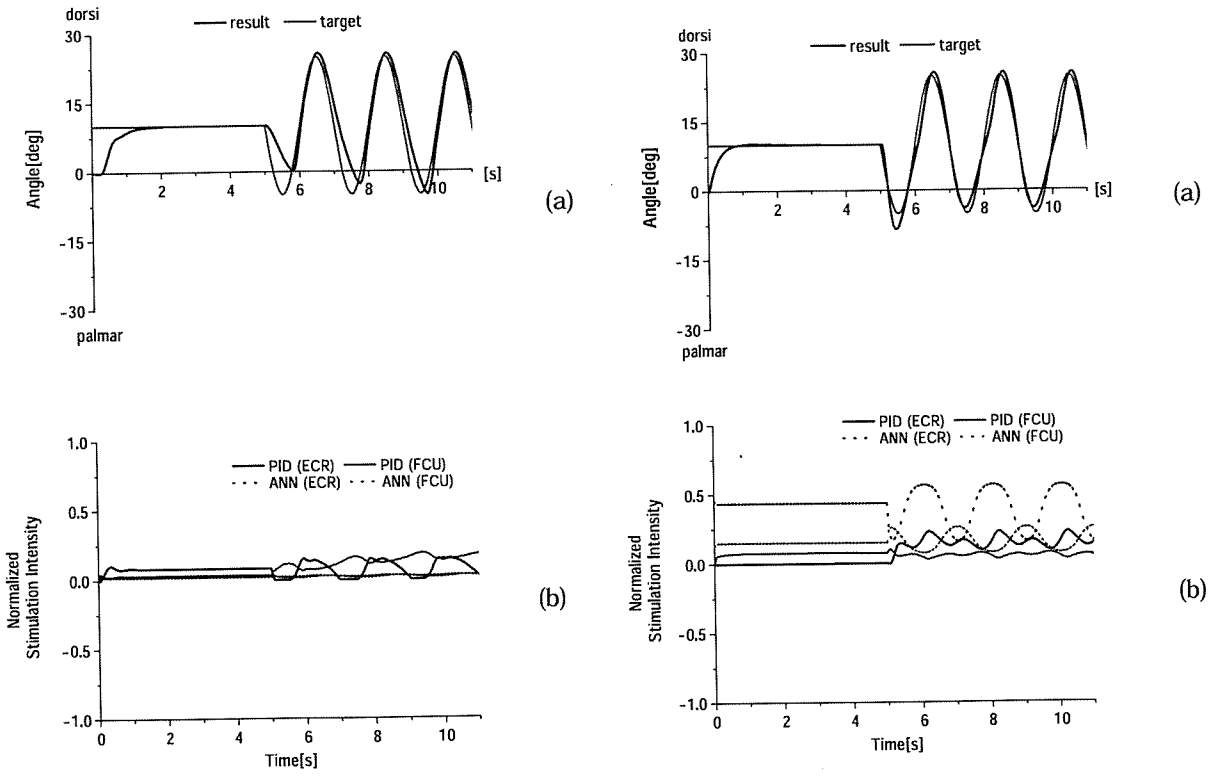 dorsi
result target
30
15
0
-15
-30
Angle[deg]
2 4 6 8 10
[s]
palmar
(a)
dorsi
result target
30
15
0
-15
-30
Angle[deg]
2 4 6 8 10
[s]
palmar
(a)
PID (ECR) PID (FCU)
ANN (ECR) ANN (FCU)
1.0
0.5
0.0
-0.5
-1.0
Normalized
Stimulation Intensity
0 2 4 6 8 10
Time[s]
(b)
PID (ECR) PID (FCU)
ANN (ECR) ANN (FCU)
1.0
0.5
0.0
-0.5
-1.0
Normalized
Stimulation Intensity
0 2 4 6 8 10
Time[s]
(b)